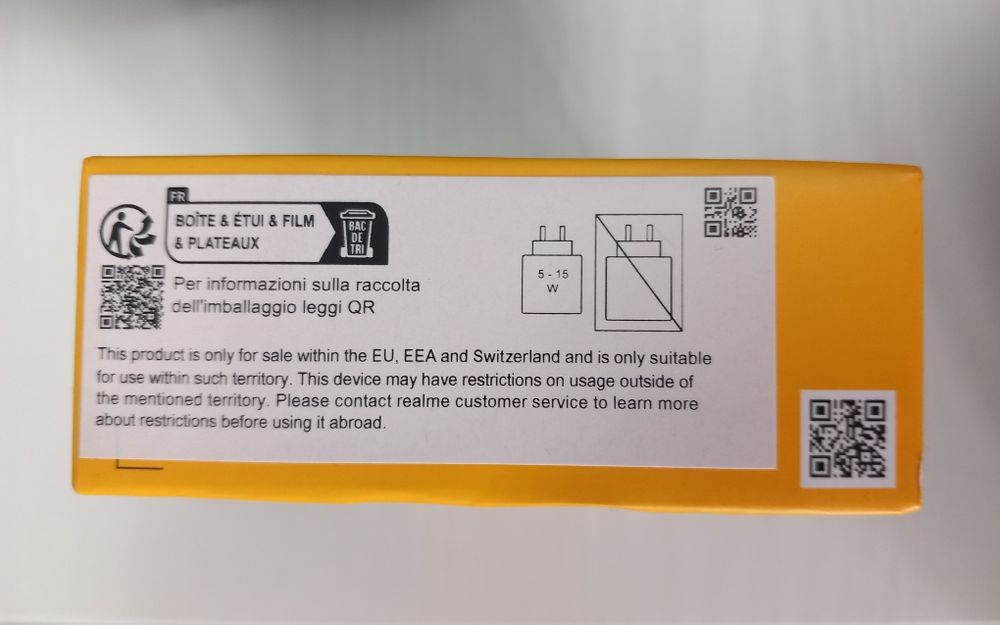 FR
BOÎTE & ÉTUI & FILM
& PLATEAUX
BAC
DE
TRI
Per informazioni sulla raccolta
dell'imballaggio leggi QR
5 - 15
W
This product is only for sale within the EU, EEA and Switzerland and is only suitable
for use within such territory. This device may have restrictions on usage outside of
the mentioned territory. Please contact realme customer service to learn more
about restrictions before using it abroad.